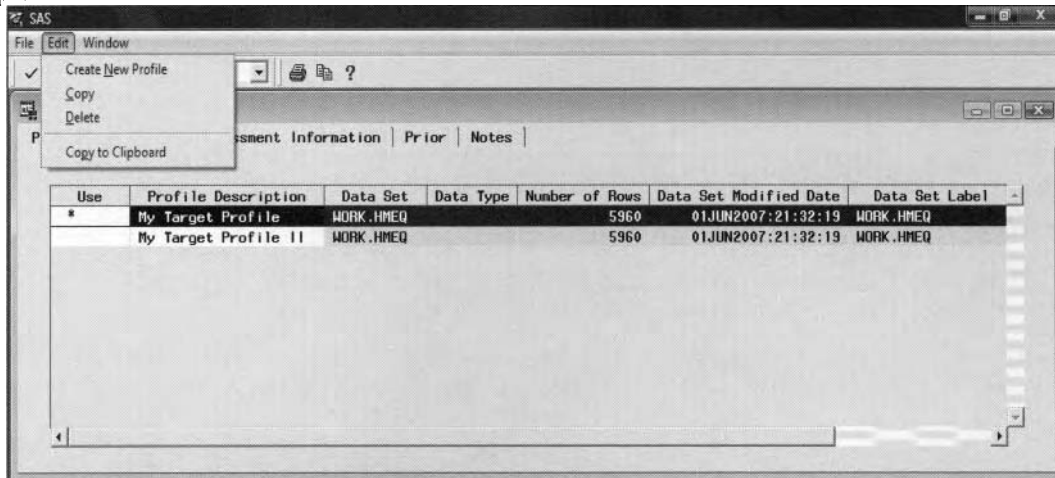 SAS
File Edit Window
Create New Profile
Copy
Delete
Copy to Clipboard
?
P
sment Information | Prior | Notes |
Use Profile Description Data Set Data Type Number of Rows Data Set Modified Date Data Set Label
* My Target Profile WORK.HMEQ 5960 01JUN2007:21:32:19 WORK.HMEQ
My Target Profile II WORK.HMEQ 5960 01JUN2007:21:32:19 WORK.HMEQ